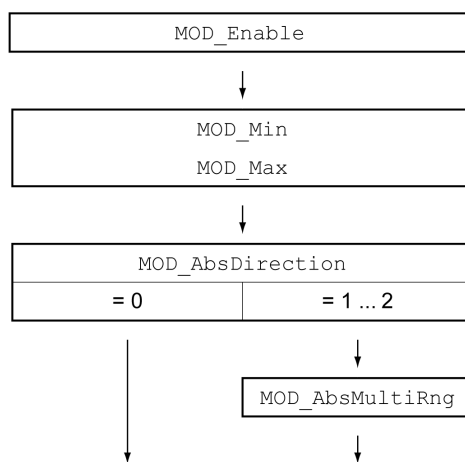 MOD_Enable
MOD_Min
MOD_Max
MOD_AbsDirection
= 0
= 1 ... 2
MOD_AbsMultiRng